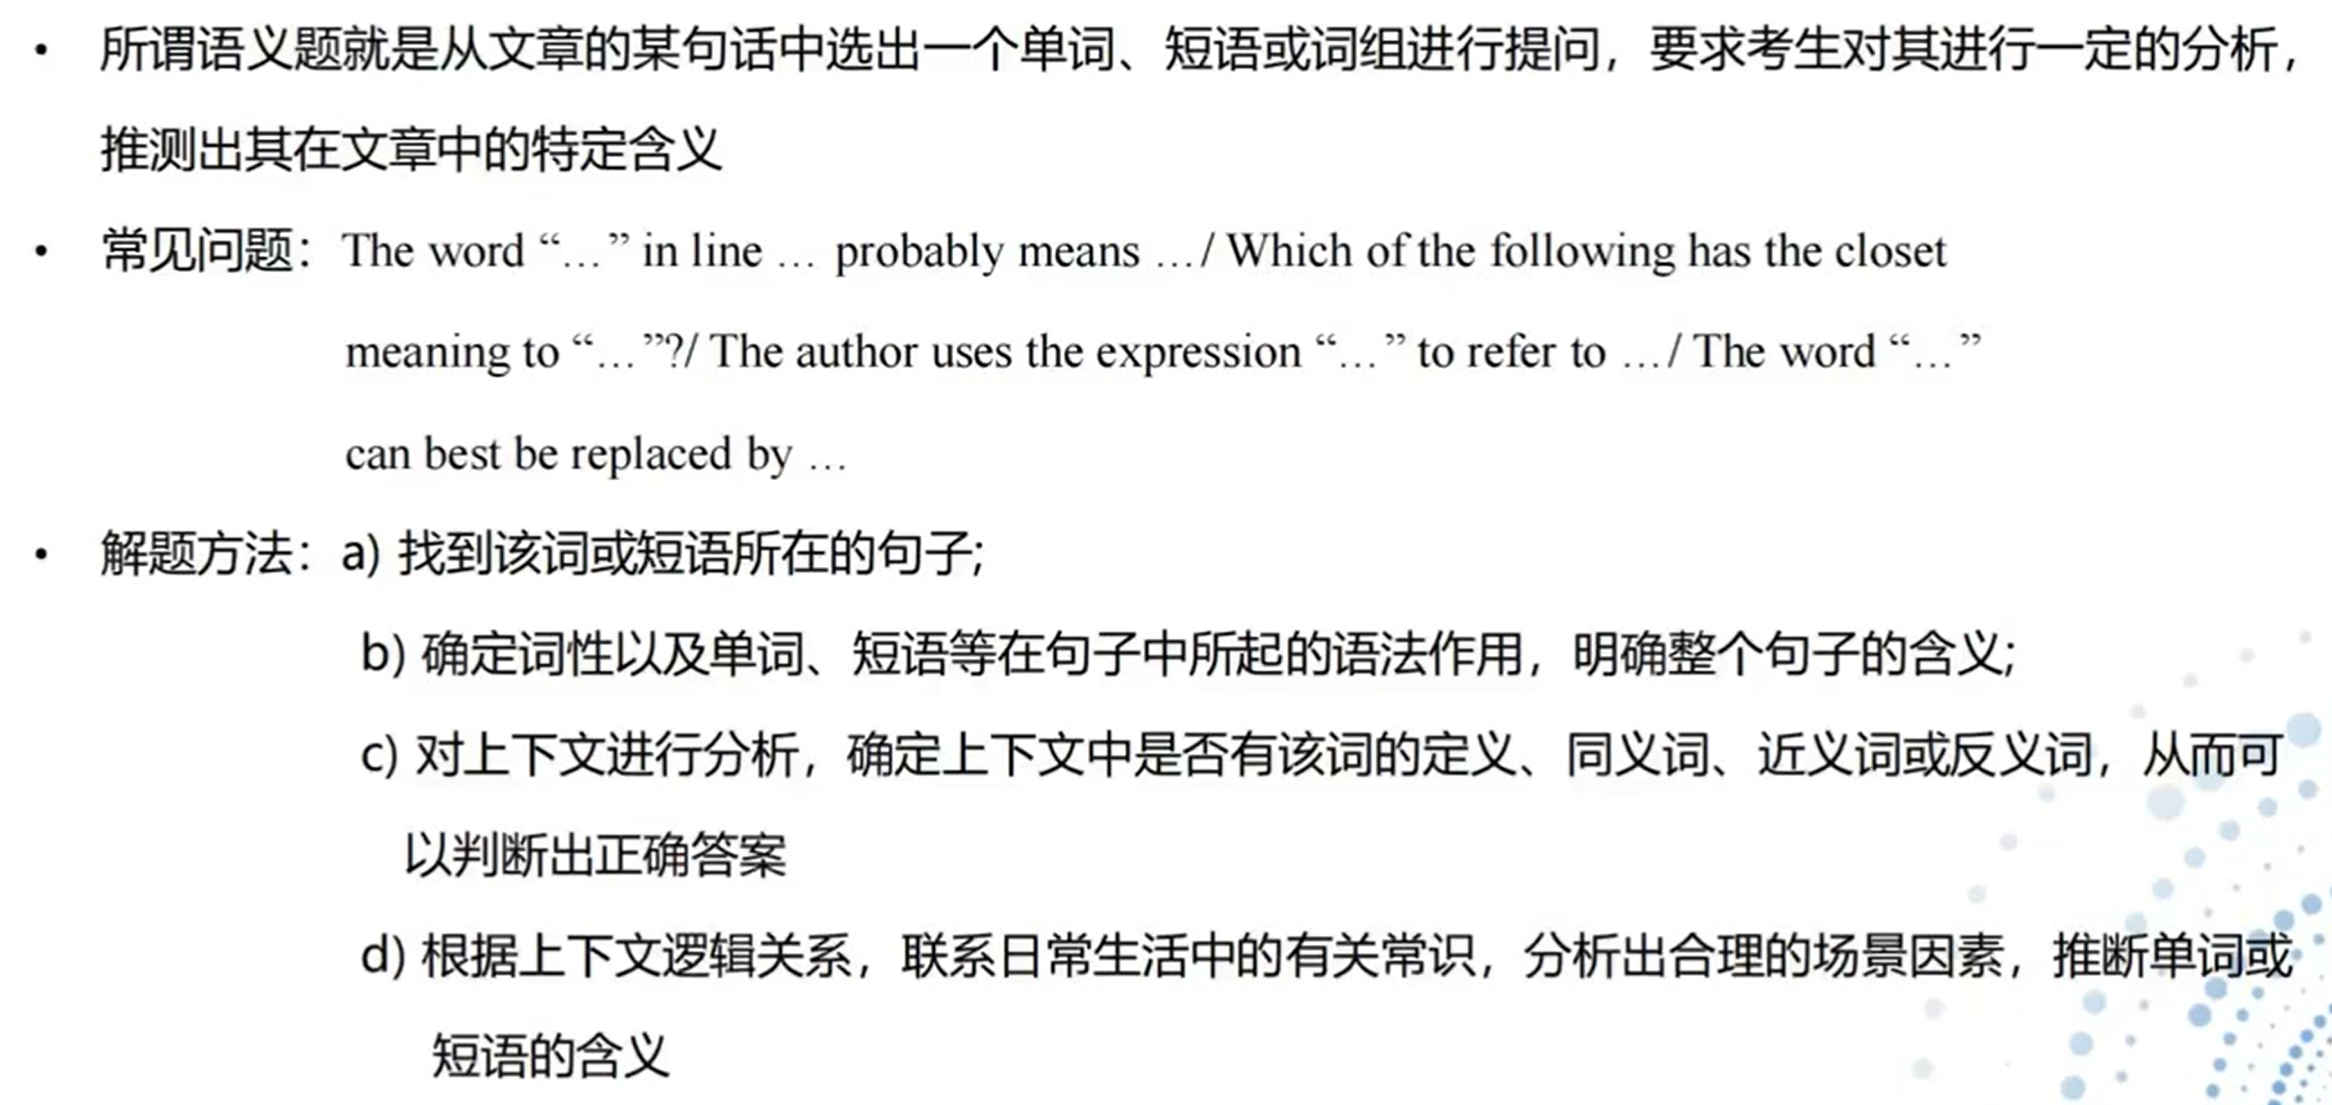 • 所谓语义题就是从文章的某句话中选出一个单词、短语或词组进行提问，要求考生对其进行一定的分析，
推测出其在文章中的特定含义
• 常见问题：The word “…” in line … probably means …/ Which of the following has the closet
meaning to “…”?/ The author uses the expression “…” to refer to …/ The word “…”
can best be replaced by …
• 解题方法：a) 找到该词或短语所在的句子;
b) 确定词性以及单词、短语等在句子中所起的语法作用，明确整个句子的含义;
c) 对上下文进行分析，确定上下文中是否有该词的定义、同义词、近义词或反义词，从而可
以判断出正确答案
d) 根据上下文逻辑关系，联系日常生活中的有关常识，分析出合理的场景因素，推断单词或
短语的含义